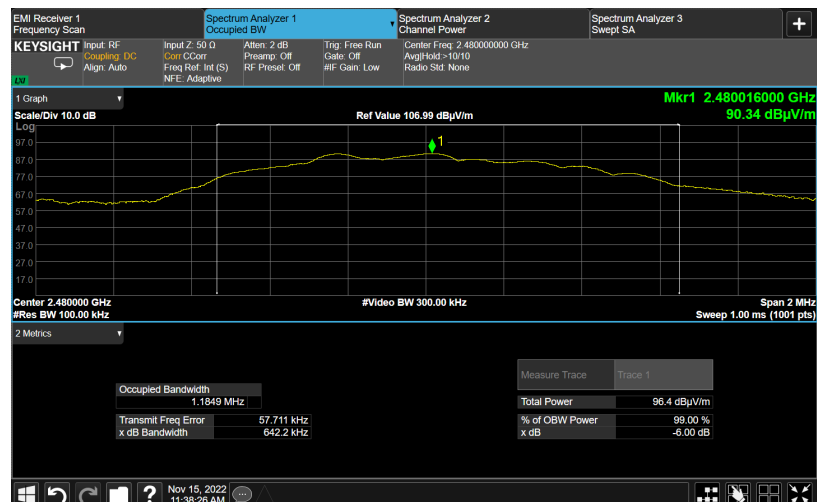 EMI Receiver 1
Frequency Scan
Spectrum Analyzer 1
Occupied BW
Spectrum Analyzer 2
Channel Power
Spectrum Analyzer 3
Swept SA
+
KEYSIGHT
Input: RF
Coupling: DC
Align: Auto
Input Z: 50 Ω
Corr CCorr
Freq Ref: Int (S)
NFE: Adaptive
Atten: 2 dB
Preamp: Off
RF Presel: Off
Trig: Free Run
Gate: Off
#IF Gain: Low
Center Freq: 2.480000000 GHz
Avg|Hold:>10/10
Radio Std: None
LXI
1 Graph
Mkr1 2.480016000 GHz
Scale/Div 10.0 dB
Ref Value 106.99 dBµV/m
90.34 dBµV/m
Log
1
97.0
87.0
77.0
67.0
57.0
47.0
37.0
27.0
17.0
Center 2.480000 GHz
#Video BW 300.00 kHz
Span 2 MHz
#Res BW 100.00 kHz
Sweep 1.00 ms (1001 pts)
2 Metrics
Measure Trace Trace 1
Occupied Bandwidth
1.1849 MHz
Total Power 96.4 dBµV/m
Transmit Freq Error 57.711 kHz
% of OBW Power 99.00 %
x dB Bandwidth 642.2 kHz
x dB -6.00 dB
?
Nov 15, 2022
11:38:26 AM